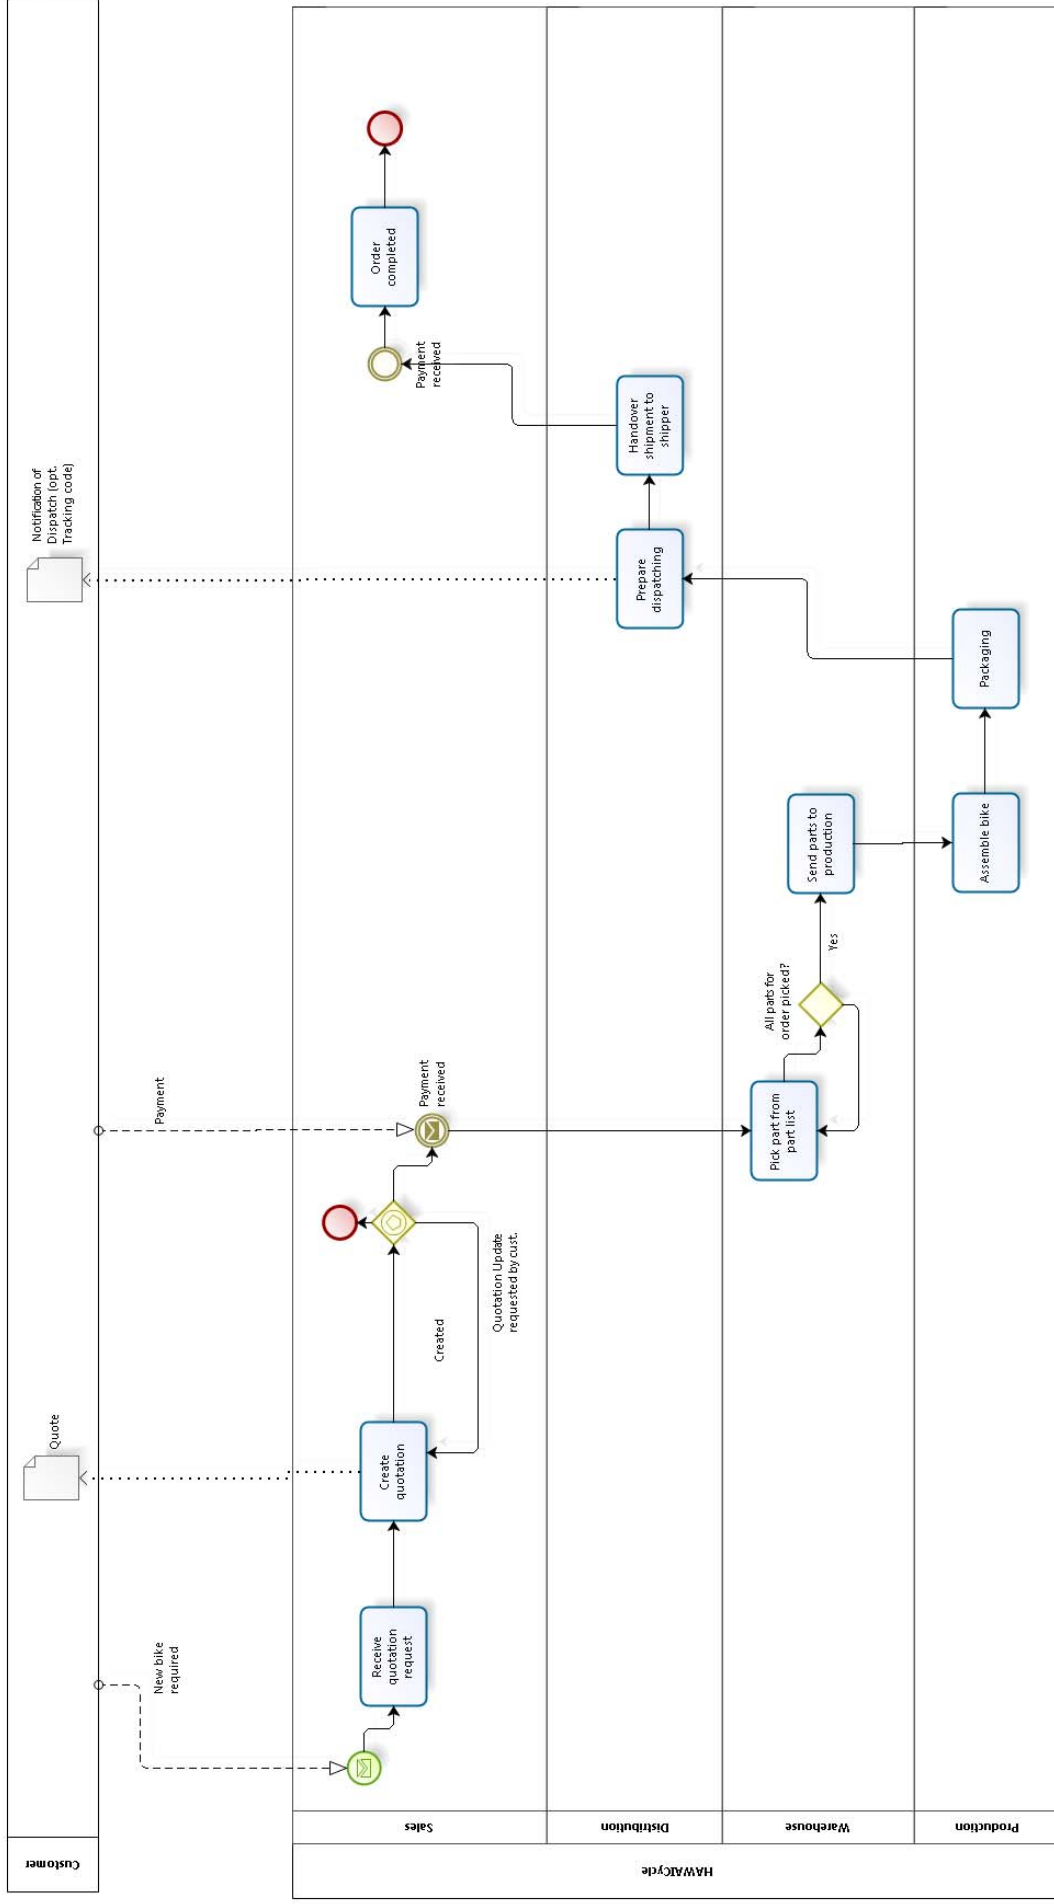 Customer
Quote
Notification of
Dispatch (opt.
Tracking code)
New bike
required
Payment
HAWAICycle
Sales
Receive
quotation
request
Create
quotation
Created
Quotation Update
requested by cust.
Payment
received
Payment
received
Order
completed
Distribution
Prepare
dispatching
Handover
shipment to
shipper
Warehouse
Pick part from
part list
All parts for
order picked?
Yes
Send parts to
production
Production
Assemble bike
Packaging